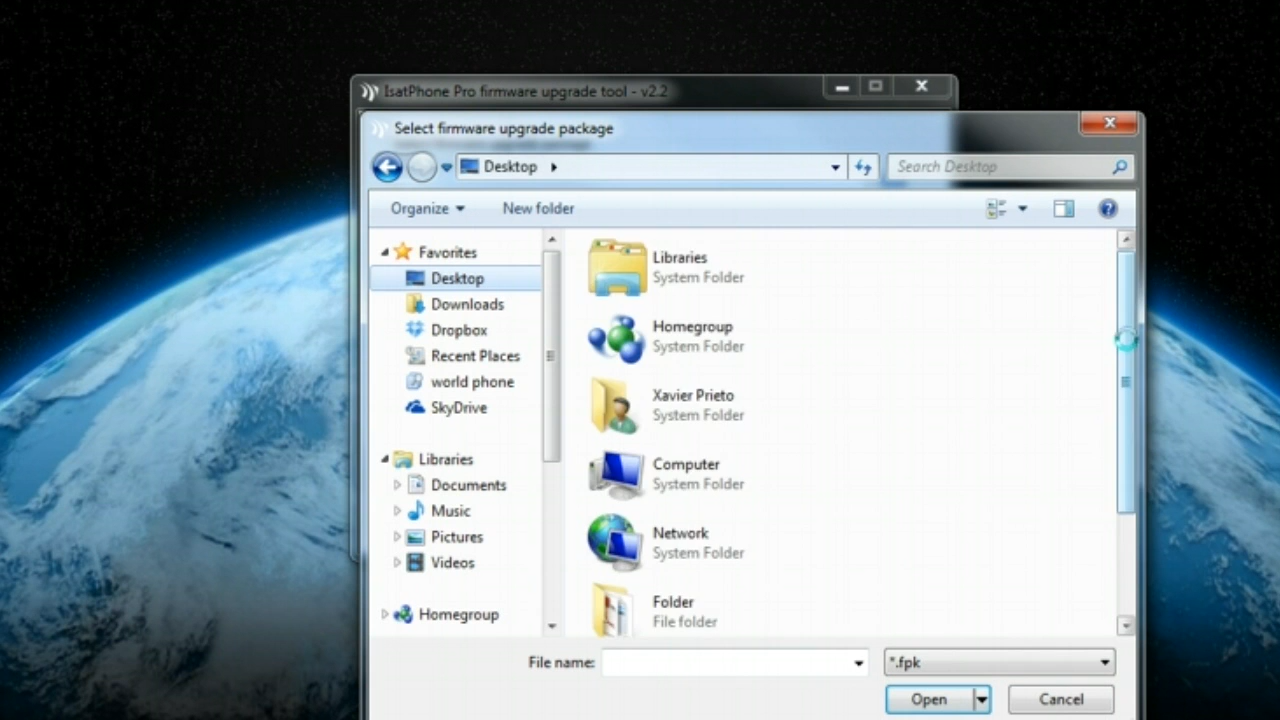 IsatPhone Pro firmware upgrade tool - v2.2
Select firmware upgrade package
Desktop
Search Desktop
Organize
New folder
Favorites
Desktop
Downloads
Dropbox
Recent Places
world phone
SkyDrive
Libraries
Documents
Music
Pictures
Videos
Homegroup
Libraries
System Folder
Homegroup
System Folder
Xavier Prieto
System Folder
Computer
System Folder
Network
System Folder
Folder
File folder
File name:
*.fpk
Open
Cancel